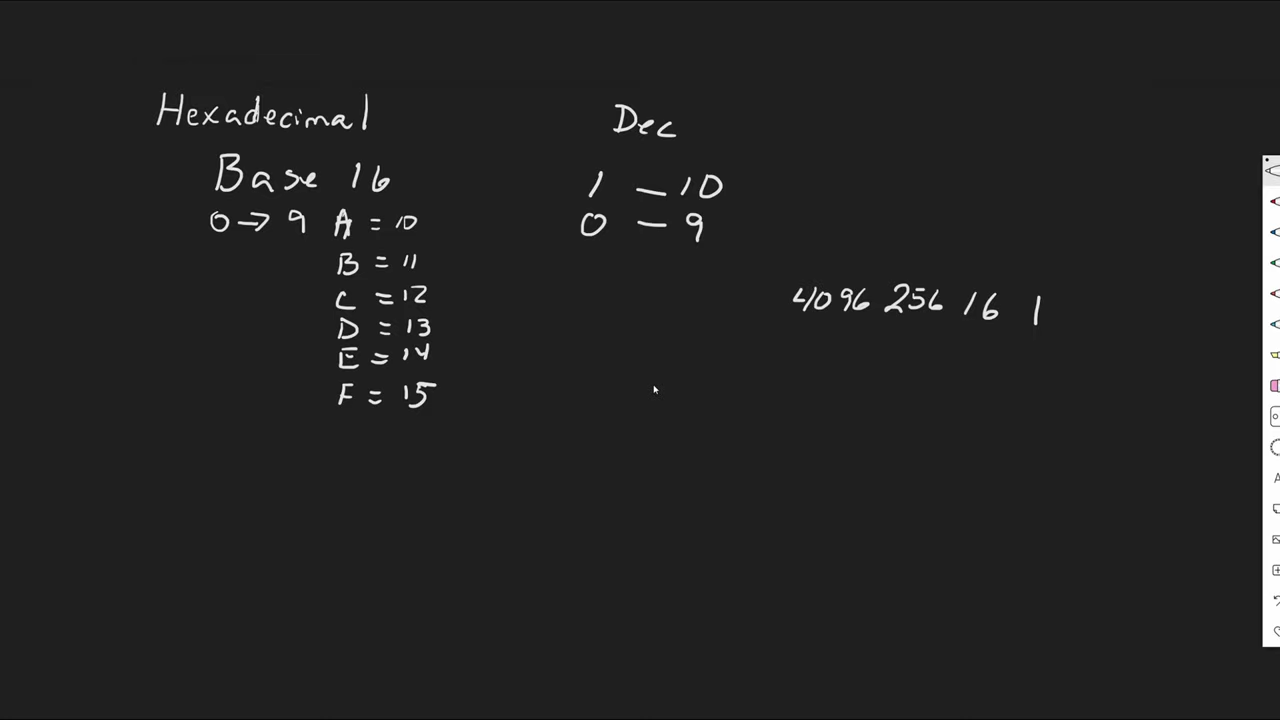 Hexadecimal
Base 16
0 → 9 A = 10
B = 11
C = 12
D = 13
E = 14
F = 15
Dec
1 — 10
0 — 9
4096 256 16 1